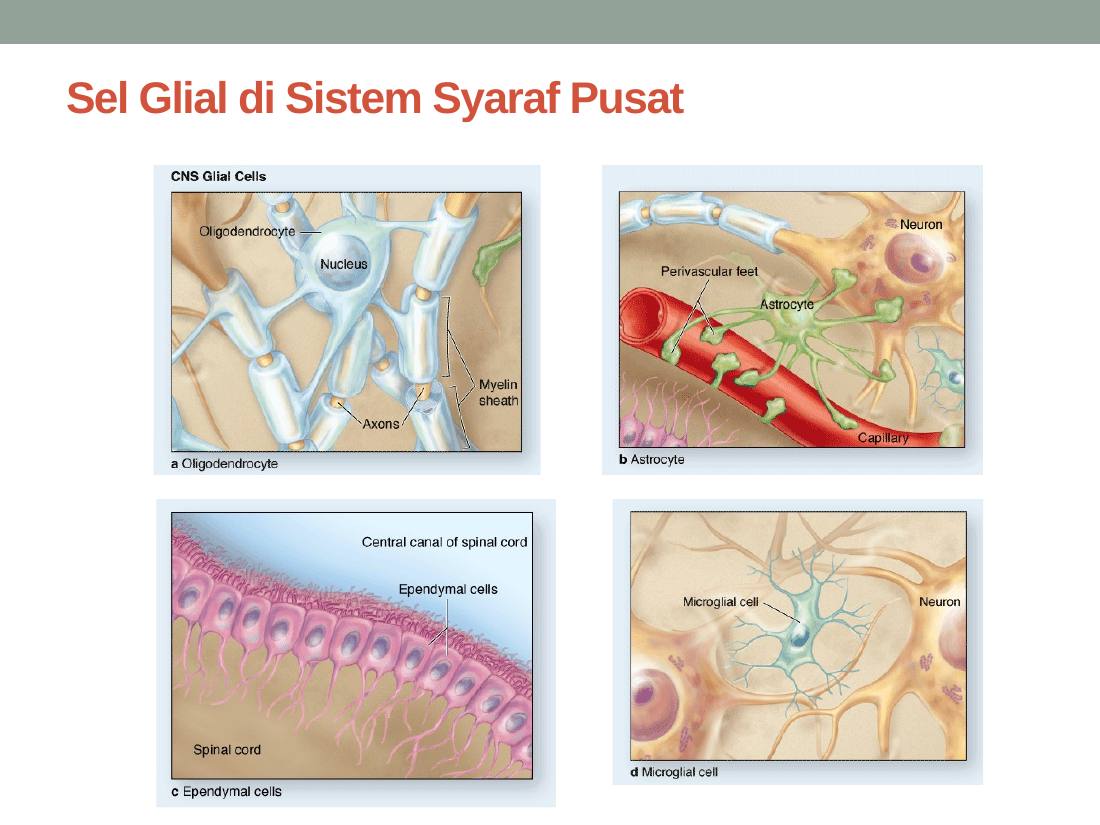 Sel Glial di Sistem Syaraf Pusat
CNS Glial Cells
Oligodendrocyte
Nucleus
Myelin
sheath
Axons
a Oligodendrocyte
Neuron
Perivascular feet
Astrocyte
Capillary
b Astrocyte
Central canal of spinal cord
Ependymal cells
Spinal cord
c Ependymal cells
Microglial cell
Neuron
d Microglial cell